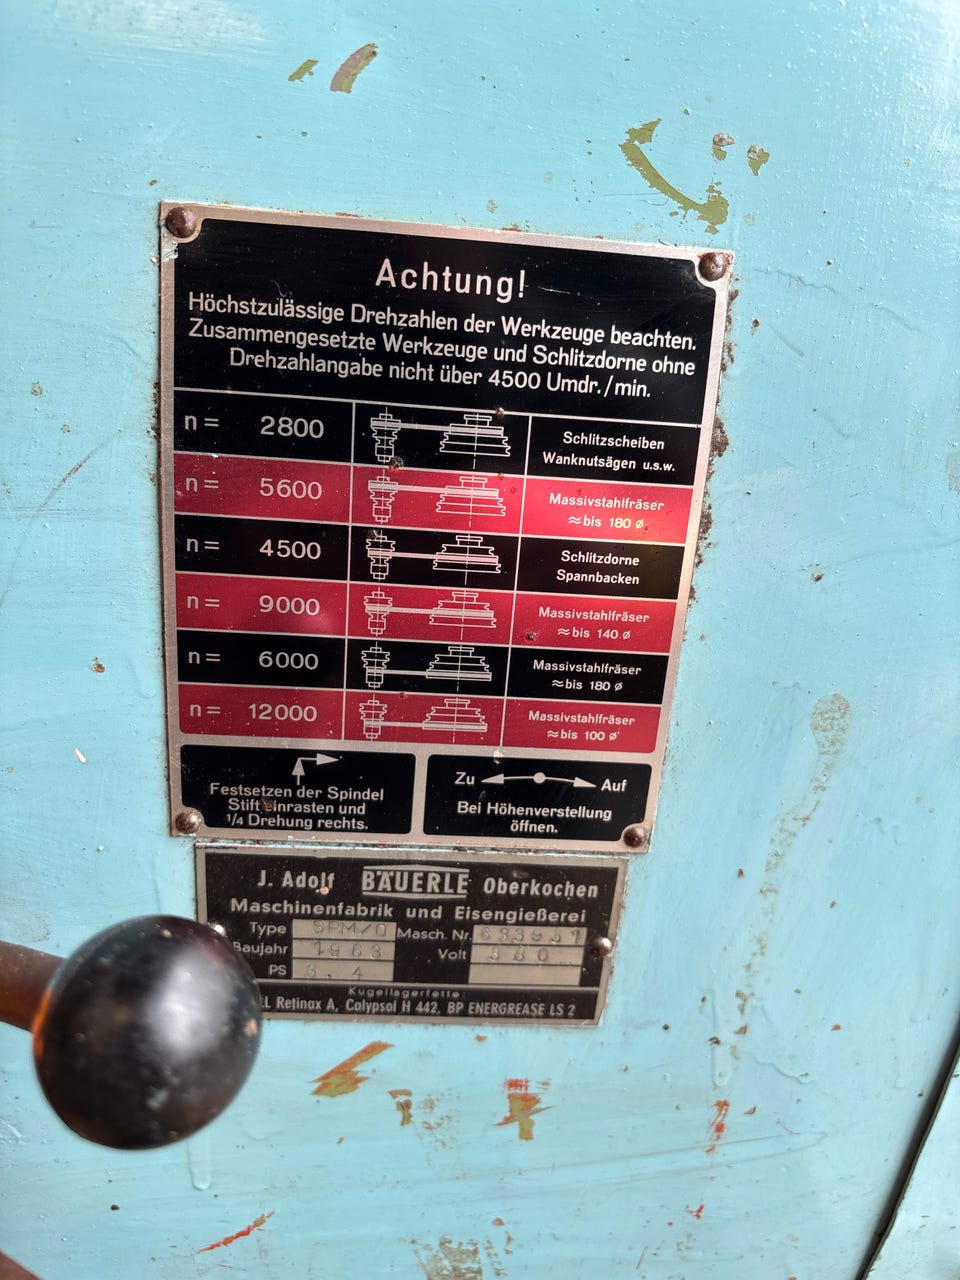 Achtung!
Höchstzulässige Drehzahlen der Werkzeuge beachten.
Zusammengesetzte Werkzeuge und Schlitzdorne ohne
Drehzahlangabe nicht über 4500 Umdr./min.
n = 2800 Schlitzscheiben
Wanknutsägen u.s.w.
n = 5600 Massivstahlfräser
≈ bis 180 ø
n = 4500 Schlitzdorne
Spannbacken
n = 9000 Massivstahlfräser
≈ bis 140 ø
n = 6000 Massivstahlfräser
≈ bis 180 ø
n = 12000 Massivstahlfräser
≈ bis 100 ø
Festsetzen der Spindel
Stift einrasten und
1/4 Drehung rechts.
Zu Auf
Bei Höhenverstellung
öffnen.
J. Adolf BÄUERLE Oberkochen
Maschinenfabrik und Eisengießerei
Type Masch. Nr.
Baujahr 1963 Volt 380
PS 3,4
Kugellagerfette:
Retinax A, Calypsol H 442, BP ENERGREASE LS 2